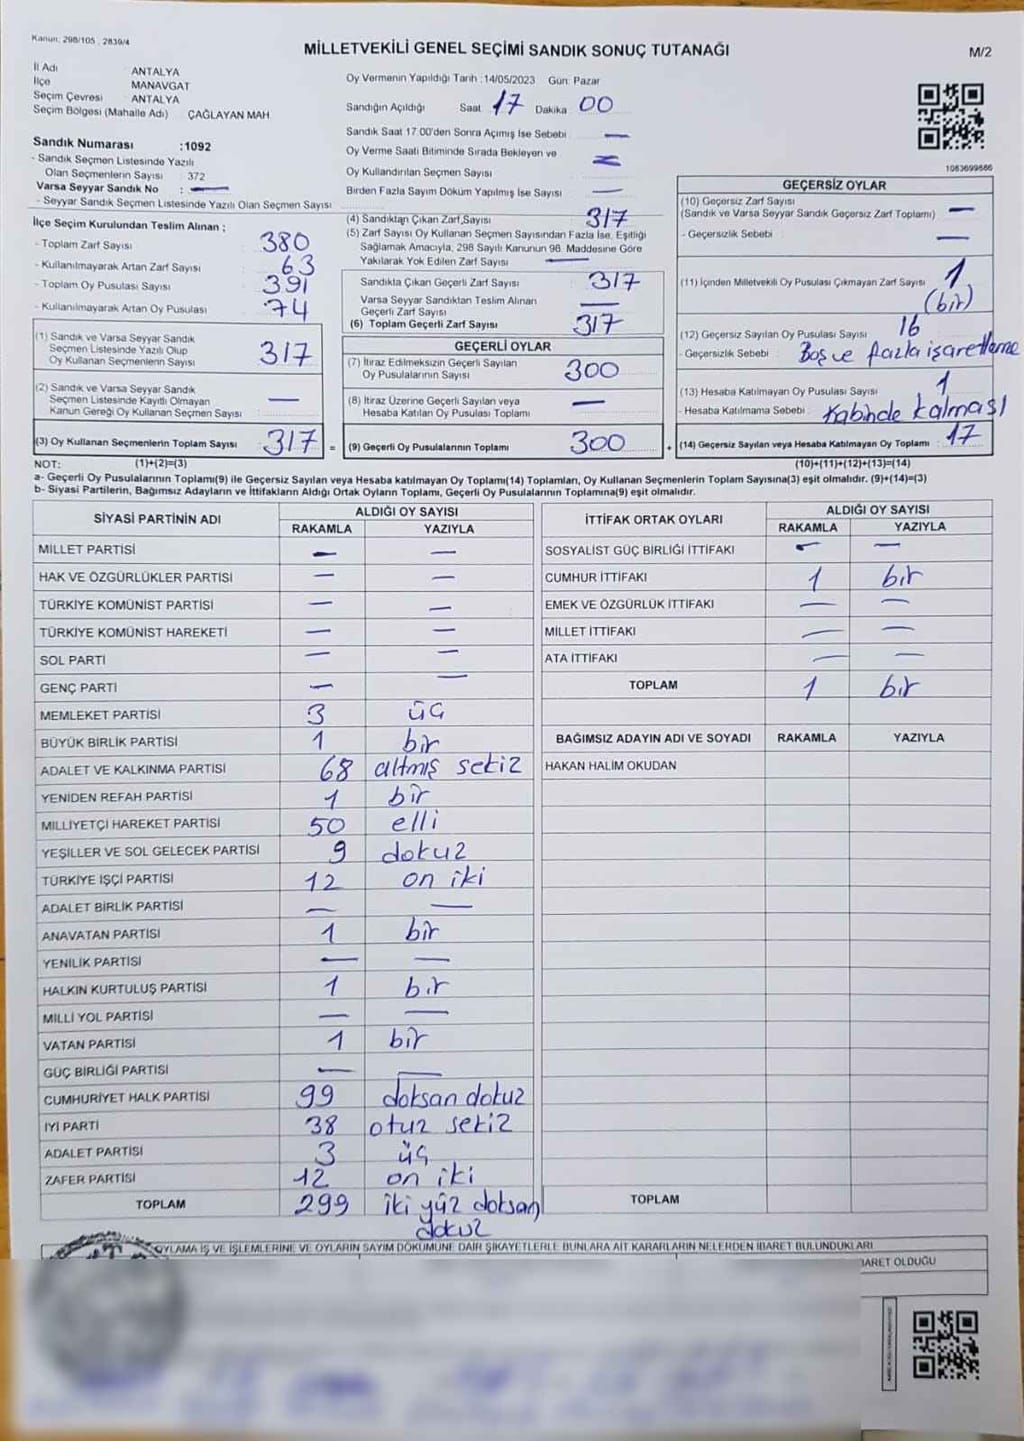 Kanun: 298/105 , 2839/4
MİLLETVEKİLİ GENEL SEÇİMİ SANDIK SONUÇ TUTANAĞI
M/2
İl Adı ANTALYA
İlçe MANAVGAT
Seçim Çevresi ANTALYA
Seçim Bölgesi (Mahalle Adı) ÇAĞLAYAN MAH
Sandık Numarası :1092
- Sandık Seçmen Listesinde Yazılı
Olan Seçmenlerin Sayısı : 372
Varsa Seyyar Sandık No : —
- Seyyar Sandık Seçmen Listesinde Yazılı Olan Seçmen Sayısı
İlçe Seçim Kurulundan Teslim Alınan ;
- Toplam Zarf Sayısı 380
- Kullanılmayarak Artan Zarf Sayısı 63
- Toplam Oy Pusulası Sayısı 391
- Kullanılmayarak Artan Oy Pusulası 74
(1) Sandık ve Varsa Seyyar Sandık
Seçmen Listesinde Yazılı Olup
Oy Kullanan Seçmenlerin Sayısı 317
(2) Sandık ve Varsa Seyyar Sandık
Seçmen Listesinde Kayıtlı Olmayan
Kanun Gereği Oy Kullanan Seçmen Sayısı : —
(3) Oy Kullanan Seçmenlerin Toplam Sayısı : 317 =
Oy Vermenin Yapıldığı Tarih :14/05/2023 Gün: Pazar
Sandığın Açıldığı Saat 17 Dakika 00
Sandık Saat 17:00'den Sonra Açımış İse Sebebi : —
Oy Verme Saati Bitiminde Sırada Bekleyen ve
Oy Kullandırılan Seçmen Sayısı —
Birden Fazla Sayım Döküm Yapılmış İse Sayısı —
(4) Sandıktan Çıkan Zarf Sayısı 317
(5) Zarf Sayısı Oy Kullanan Seçmen Sayısından Fazla İse, Eşitliği
Sağlamak Amacıyla, 298 Sayılı Kanunun 98. Maddesine Göre
Yakılarak Yok Edilen Zarf Sayısı —
Sandıkta Çıkan Geçerli Zarf Sayısı : 317
Varsa Seyyar Sandıktan Teslim Alınan
Geçerli Zarf Sayısı —
(6) Toplam Geçerli Zarf Sayısı 317
GEÇERLİ OYLAR
(7) İtiraz Edilmeksizin Geçerli Sayılan
Oy Pusulalarının Sayısı 300
(8) İtiraz Üzerine Geçerli Sayılan veya
Hesaba Katılan Oy Pusulası Toplamı —
(9) Geçerli Oy Pusulalarının Toplamı 300 +
1083699586
GEÇERSİZ OYLAR
(10) Geçersiz Zarf Sayısı
(Sandık ve Varsa Seyyar Sandık Geçersiz Zarf Toplamı) —
- Geçersizlik Sebebi —
(11) İçinden Milletvekili Oy Pusulası Çıkmayan Zarf Sayısı 1
(bir)
(12) Geçersiz Sayılan Oy Pusulası Sayısı 16
- Geçersizlik Sebebi Boş ve fazla işaretleme
(13) Hesaba Katılmayan Oy Pusulası Sayısı 1
- Hesaba Katılmama Sebebi : Kabinde kalması
(14) Geçersiz Sayılan veya Hesaba Katılmayan Oy Toplamı : 17
NOT: (1)+(2)=(3) (10)+(11)+(12)+(13)=(14)
a- Geçerli Oy Pusulalarının Toplamı(9) ile Geçersiz Sayılan veya Hesaba katılmayan Oy Toplamı(14) Toplamları, Oy Kullanan Seçmenlerin Toplam Sayısına(3) eşit olmalıdır. (9)+(14)=(3)
b- Siyasi Partilerin, Bağımsız Adayların ve İttifakların Aldığı Ortak Oyların Toplamı, Geçerli Oy Pusulalarının Toplamına(9) eşit olmalıdır.
SİYASİ PARTİNİN ADI ALDIĞI OY SAYISI
RAKAMLA YAZIYLA
MİLLET PARTİSİ — —
HAK VE ÖZGÜRLÜKLER PARTİSİ — —
TÜRKİYE KOMÜNİST PARTİSİ — —
TÜRKİYE KOMÜNİST HAREKETİ — —
SOL PARTİ — —
GENÇ PARTİ — —
MEMLEKET PARTİSİ 3 üç
BÜYÜK BİRLİK PARTİSİ 1 bir
ADALET VE KALKINMA PARTİSİ 68 altmış sekiz
YENİDEN REFAH PARTİSİ 1 bir
MİLLİYETÇİ HAREKET PARTİSİ 50 elli
YEŞİLLER VE SOL GELECEK PARTİSİ 9 dokuz
TÜRKİYE İŞÇİ PARTİSİ 12 on iki
ADALET BİRLİK PARTİSİ — —
ANAVATAN PARTİSİ 1 bir
YENİLİK PARTİSİ — —
HALKIN KURTULUŞ PARTİSİ 1 bir
MİLLİ YOL PARTİSİ — —
VATAN PARTİSİ 1 bir
GÜÇ BİRLİĞİ PARTİSİ — —
CUMHURİYET HALK PARTİSİ 99 doksan dokuz
İYİ PARTİ 38 otuz sekiz
ADALET PARTİSİ 3 üç
ZAFER PARTİSİ 12 on iki
TOPLAM 299 iki yüz doksan
dokuz
İTTİFAK ORTAK OYLARI ALDIĞI OY SAYISI
RAKAMLA YAZIYLA
SOSYALİST GÜÇ BİRLİĞİ İTTİFAKI — —
CUMHUR İTTİFAKI 1 bir
EMEK VE ÖZGÜRLÜK İTTİFAKI — —
MİLLET İTTİFAKI — —
ATA İTTİFAKI — —
TOPLAM 1 bir
BAĞIMSIZ ADAYIN ADI VE SOYADI RAKAMLA YAZIYLA
HAKAN HALİM OKUDAN
TOPLAM
OYLAMA İŞ VE İŞLEMLERİNE VE OYLARIN SAYIM DÖKÜMÜNE DAİR ŞİKAYETLERLE BUNLARA AİT KARARLARIN NELERDEN İBARET BULUNDUKLARI
İBARET OLDUĞU